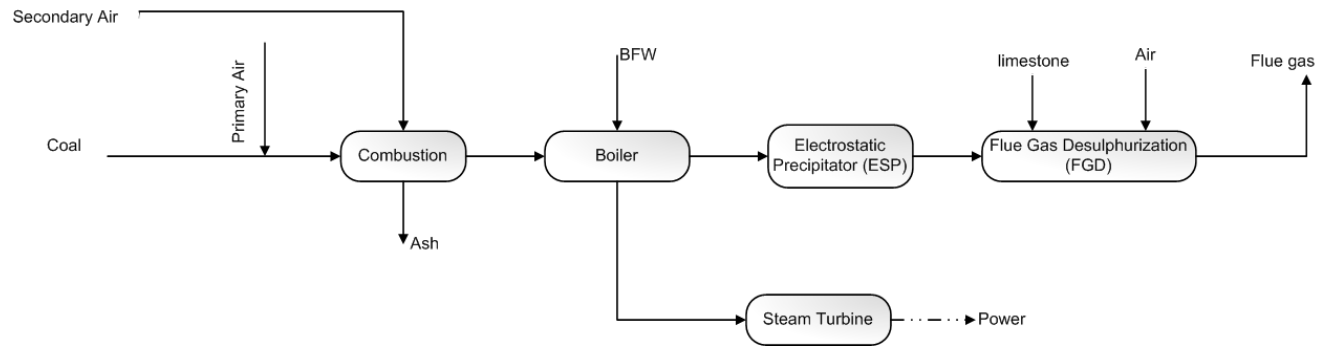 Secondary Air
Primary Air
BFW
limestone
Air
Flue gas
Coal
Combustion
Boiler
Electrostatic
Precipitator (ESP)
Flue Gas Desulphurization
(FGD)
Ash
Steam Turbine
Power